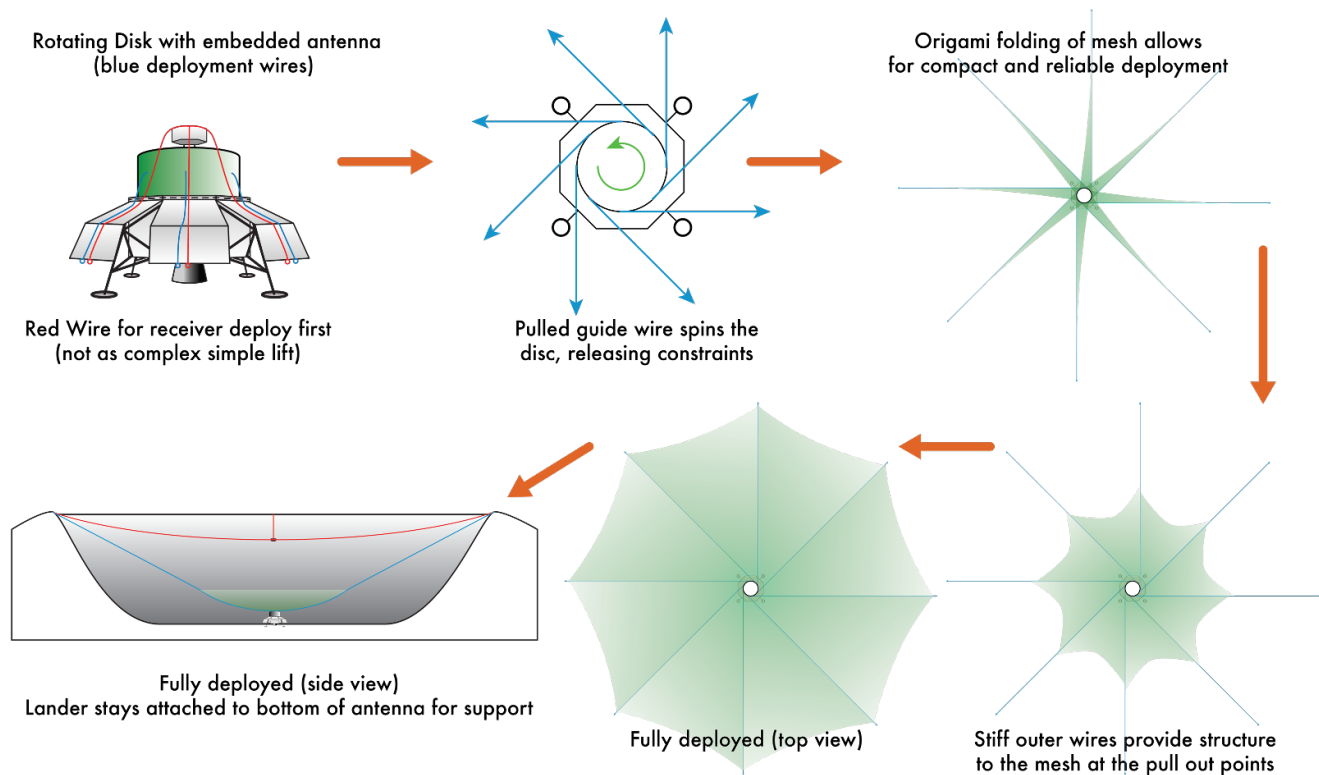 Rotating Disk with embedded antenna
(blue deployment wires)
Red Wire for receiver deploy first
(not as complex simple lift)
Pulled guide wire spins the
disc, releasing constraints
Origami folding of mesh allows
for compact and reliable deployment
Stiff outer wires provide structure
to the mesh at the pull out points
Fully deployed (top view)
Fully deployed (side view)
Lander stays attached to bottom of antenna for support